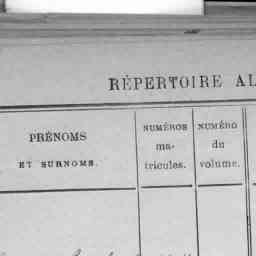 RÉPERTOIRE AL
PRÉNOMS
ET SURNOMS.
NUMÉROS
ma-
tricules.
NUMÉRO
du
volume.